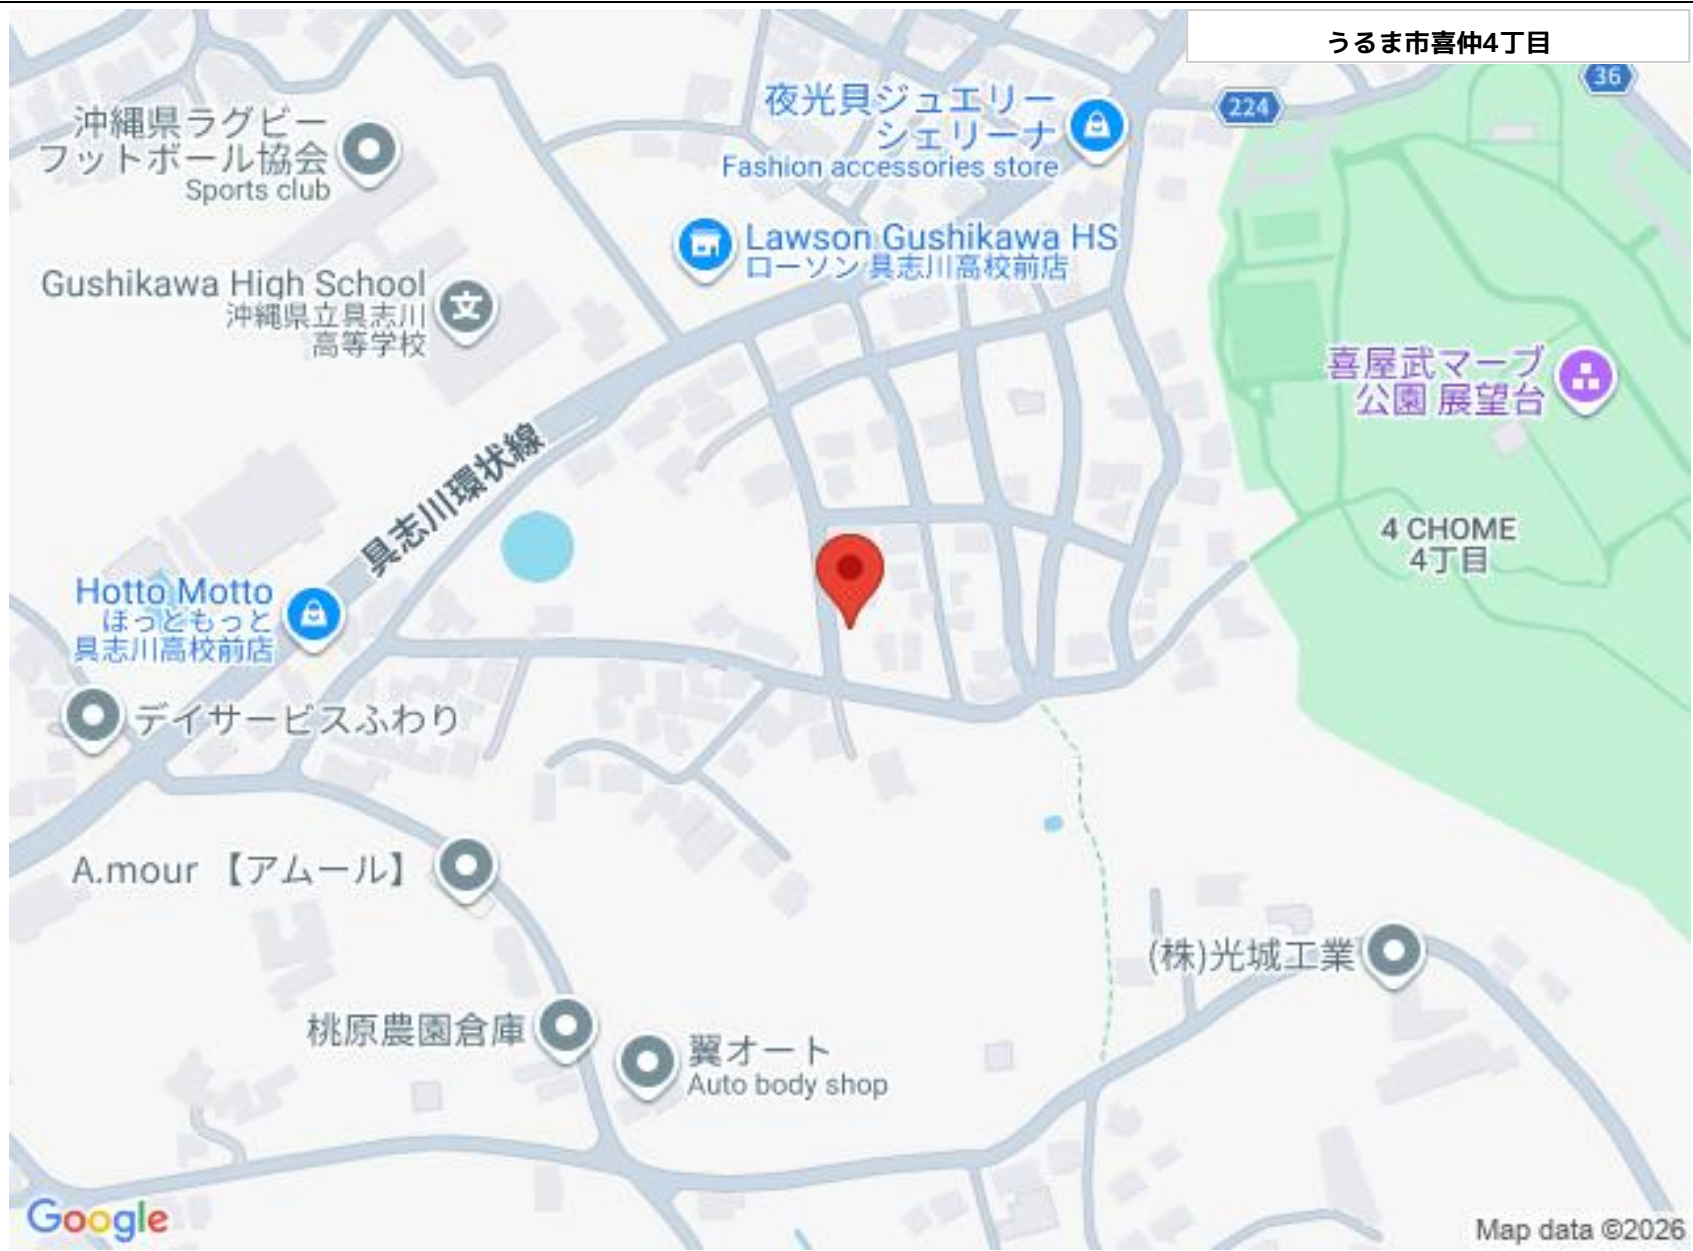 うるま市喜仲4丁目
36
224
夜光貝ジュエリー
シェリーナ
Fashion accessories store
沖縄県ラグビー
フットボール協会
Sports club
Lawson Gushikawa HS
ローソン 具志川高校前店
Gushikawa High School
沖縄県立具志川
高等学校
喜屋武マーブ
公園 展望台
具志川環状線
4 CHOME
4丁目
Hotto Motto
ほっともっと
具志川高校前店
デイサービスふわり
A.mour 【アムール】
(株)光城工業
桃原農園倉庫
翼オート
Auto body shop
Google
Map data ©2026